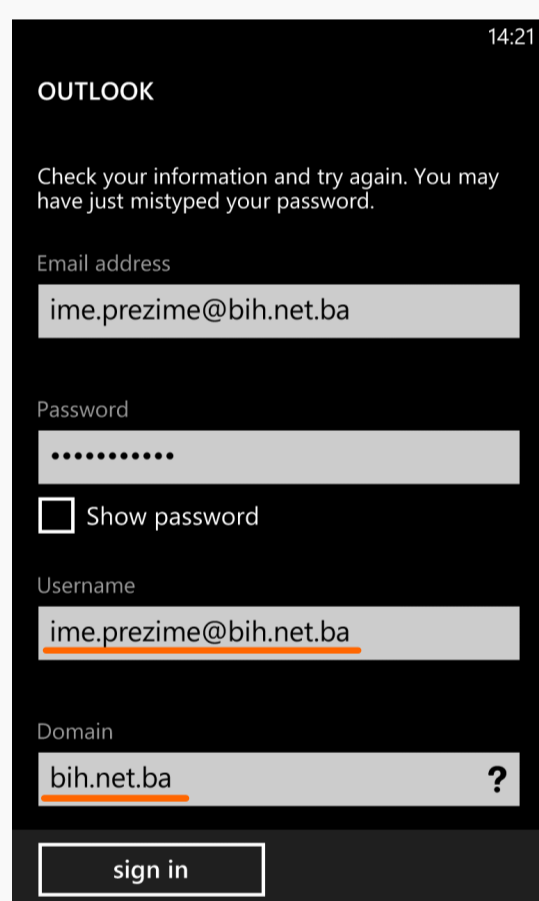 14:21
OUTLOOK
Check your information and try again. You may
have just mistyped your password.
Email address
ime.prezime@bih.net.ba
Password
•••••••••••
Show password
Username
ime.prezime@bih.net.ba
Domain
bih.net.ba ?
sign in